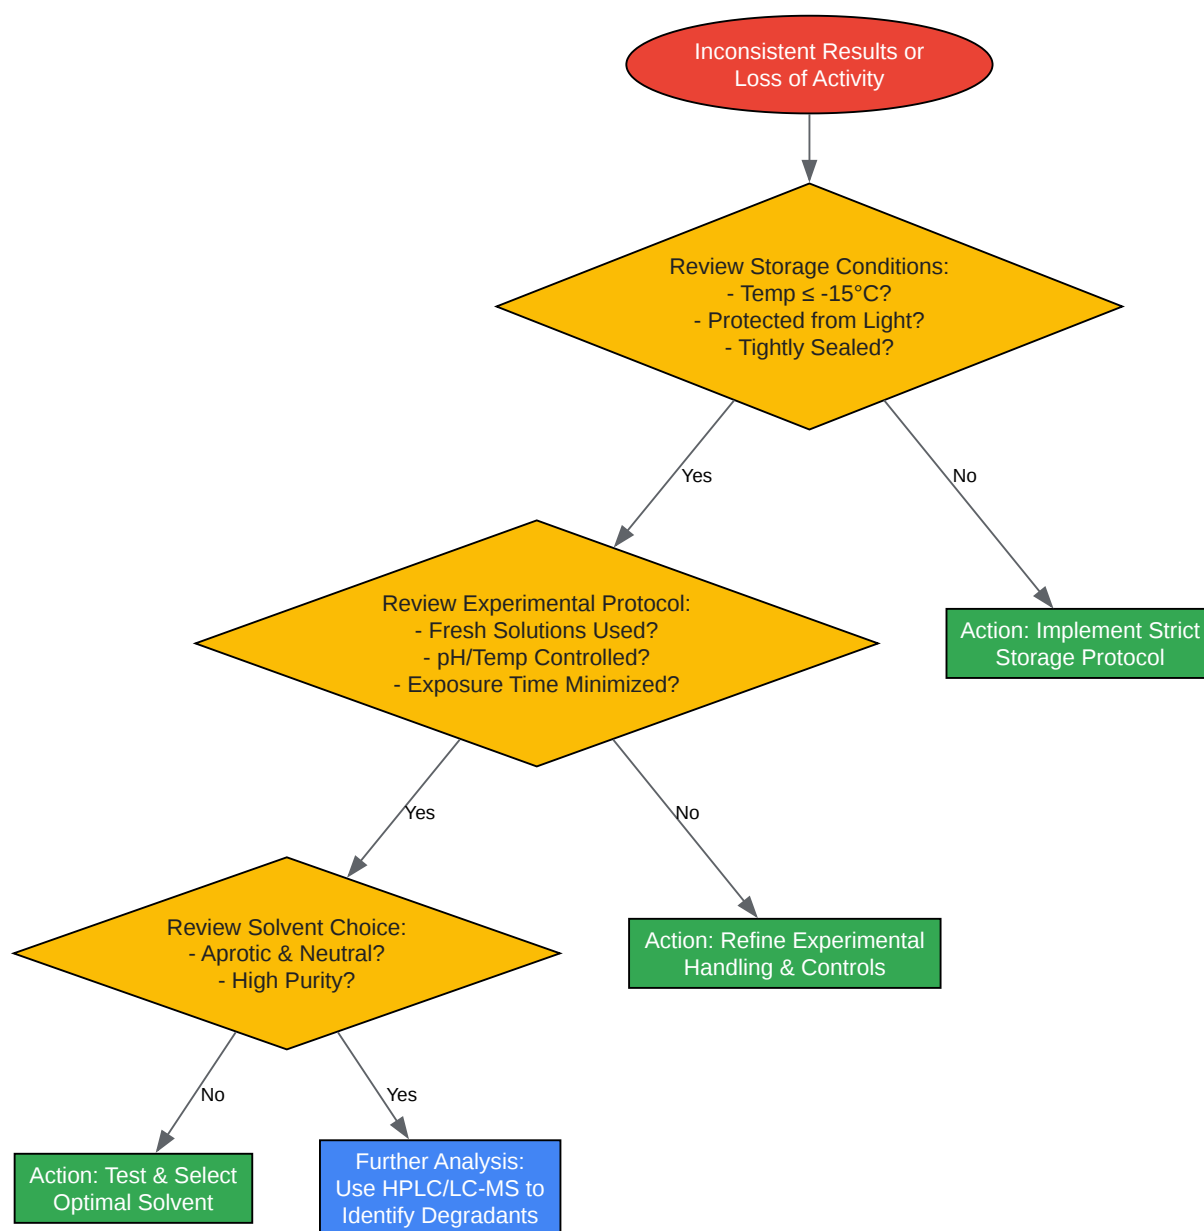 Inconsistent Results or
Loss of Activity
Review Storage Conditions:
- Temp ≤ -15°C?
- Protected from Light?
- Tightly Sealed?
Yes
No
Review Experimental Protocol:
- Fresh Solutions Used?
- pH/Temp Controlled?
- Exposure Time Minimized?
Action: Implement Strict
Storage Protocol
Yes
No
Review Solvent Choice:
- Aprotic & Neutral?
- High Purity?
Action: Refine Experimental
Handling & Controls
No
Yes
Action: Test & Select
Optimal Solvent
Further Analysis:
Use HPLC/LC-MS to
Identify Degradants